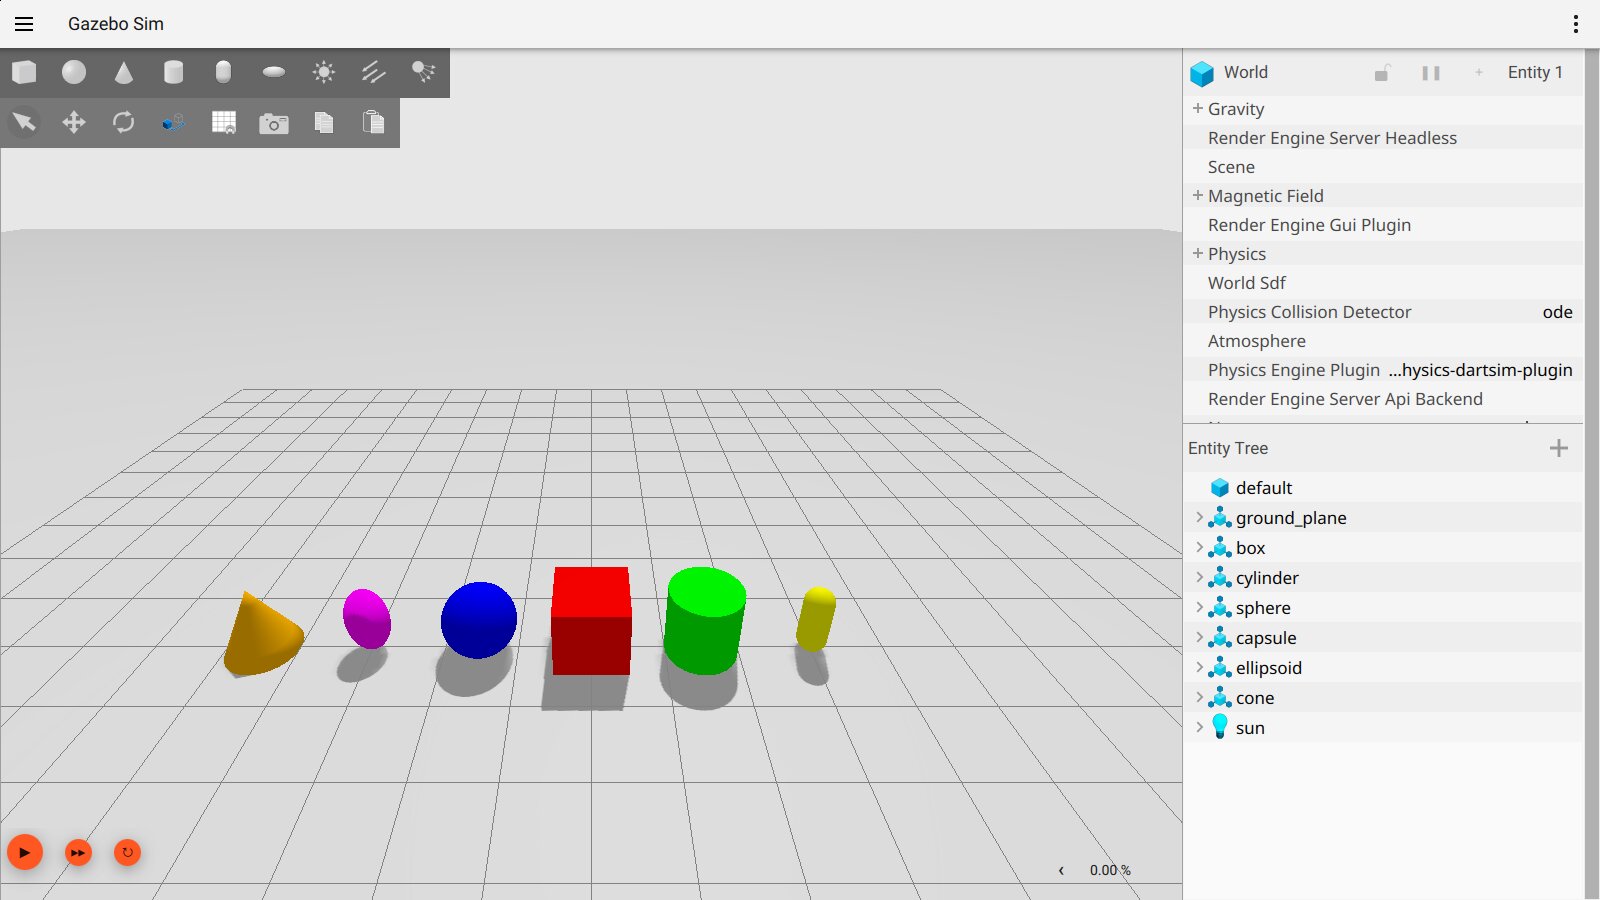 Gazebo Sim
World
Entity 1
Gravity
Render Engine Server Headless
Scene
Magnetic Field
Render Engine Gui Plugin
Physics
World Sdf
Physics Collision Detector ode
Atmosphere
Physics Engine Plugin ...hysics-dartsim-plugin
Render Engine Server Api Backend
Entity Tree
default
ground_plane
box
cylinder
sphere
capsule
ellipsoid
cone
sun
0.00 %